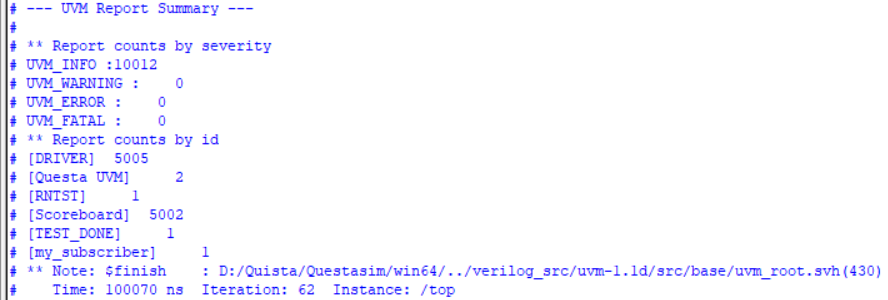 # --- UVM Report Summary ---
#
# ** Report counts by severity
# UVM_INFO :10012
# UVM_WARNING :    0
# UVM_ERROR :    0
# UVM_FATAL :    0
# ** Report counts by id
# [DRIVER]  5005
# [Questa UVM]     2
# [RNTST]     1
# [Scoreboard]  5002
# [TEST_DONE]     1
# [my_subscriber]     1
# ** Note: $finish    : D:/Quista/Questasim/win64/../verilog_src/uvm-1.1d/src/base/uvm_root.svh(430)
#    Time: 100070 ns  Iteration: 62  Instance: /top